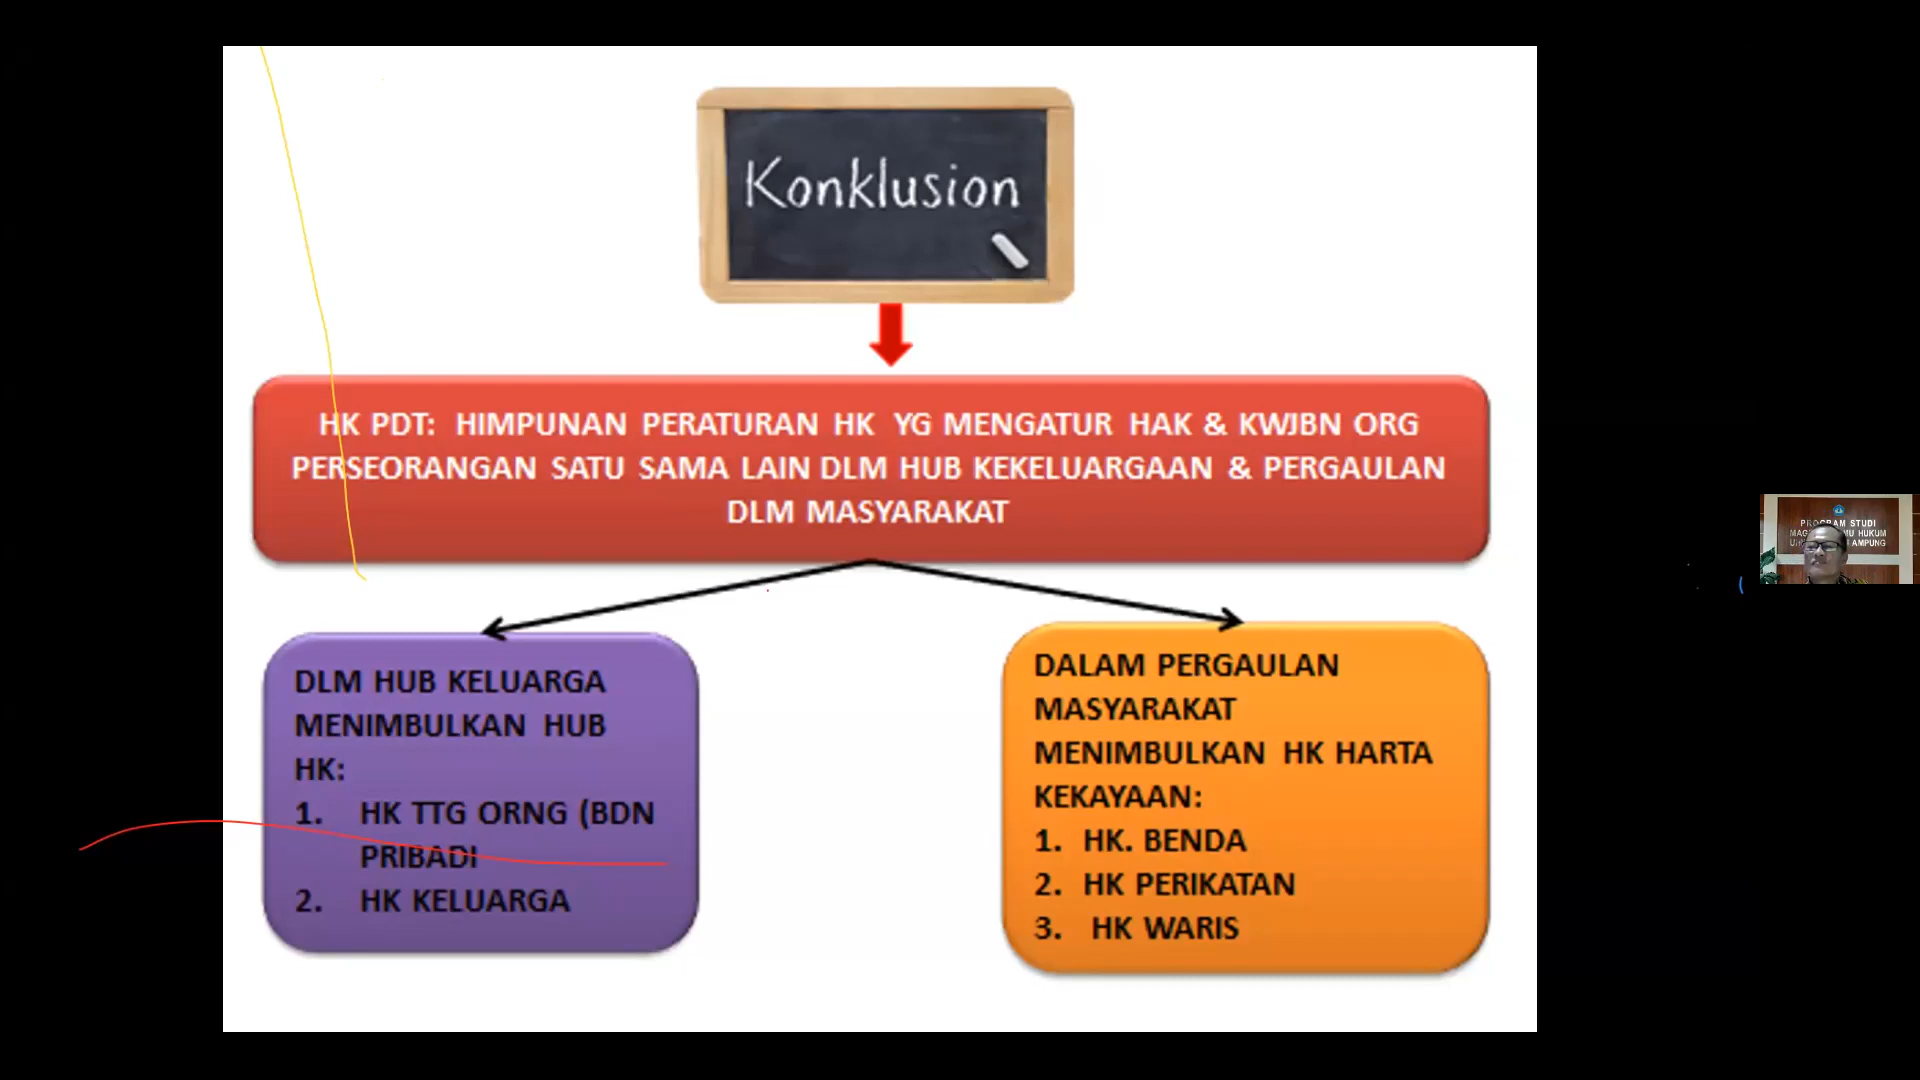 Konklusion
HK PDT: HIMPUNAN PERATURAN HK YG MENGATUR HAK & KWJBN ORG
PERSEORANGAN SATU SAMA LAIN DLM HUB KEKELUARGAAN & PERGAULAN
DLM MASYARAKAT
DLM HUB KELUARGA
MENIMBULKAN HUB
HK:
1. HK TTG ORNG (BDN
PRIBADI
2. HK KELUARGA
DALAM PERGAULAN
MASYARAKAT
MENIMBULKAN HK HARTA
KEKAYAAN:
1. HK. BENDA
2. HK PERIKATAN
3. HK WARIS
PROGRAM STUDI
HUKUM